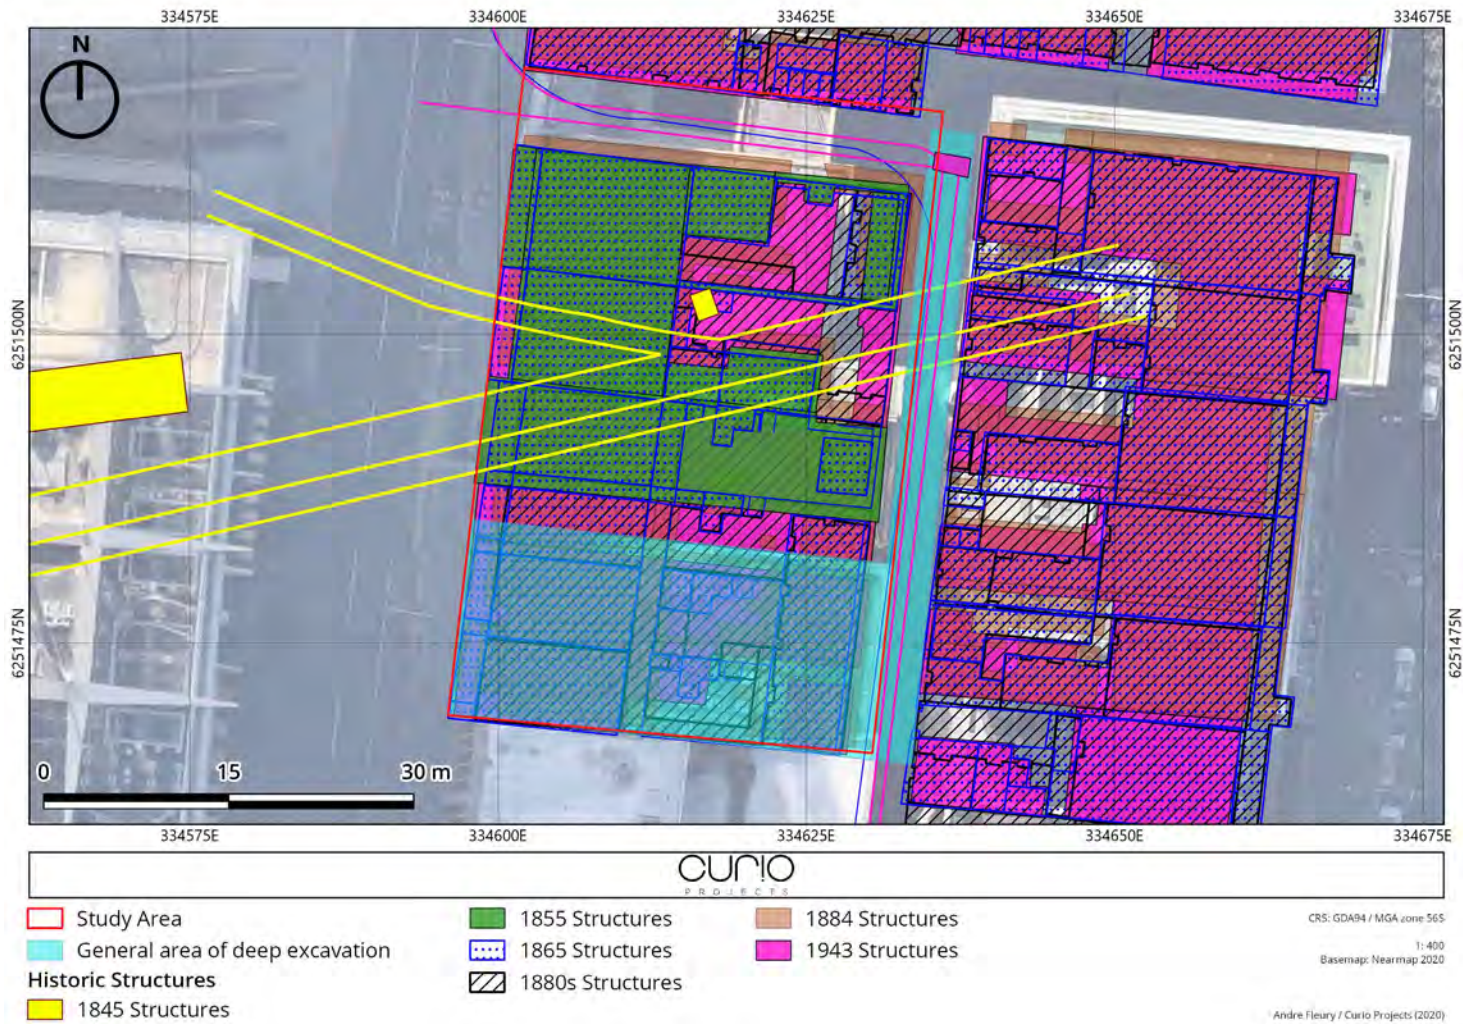 334575E 334600E 334625E 334650E 334675E
N
6251500N 6251500N
6251475N 6251475N
0 15 30 m
334575E 334600E 334625E 334650E 334675E
CURIO
PROJECTS
Study Area
General area of deep excavation
Historic Structures
1845 Structures
1855 Structures
1865 Structures
1880s Structures
1884 Structures
1943 Structures
CRS: GDA94 / MGA zone 56S
1: 400
Basemap: Nearmap 2020
Andre Fleury / Curio Projects (2020)